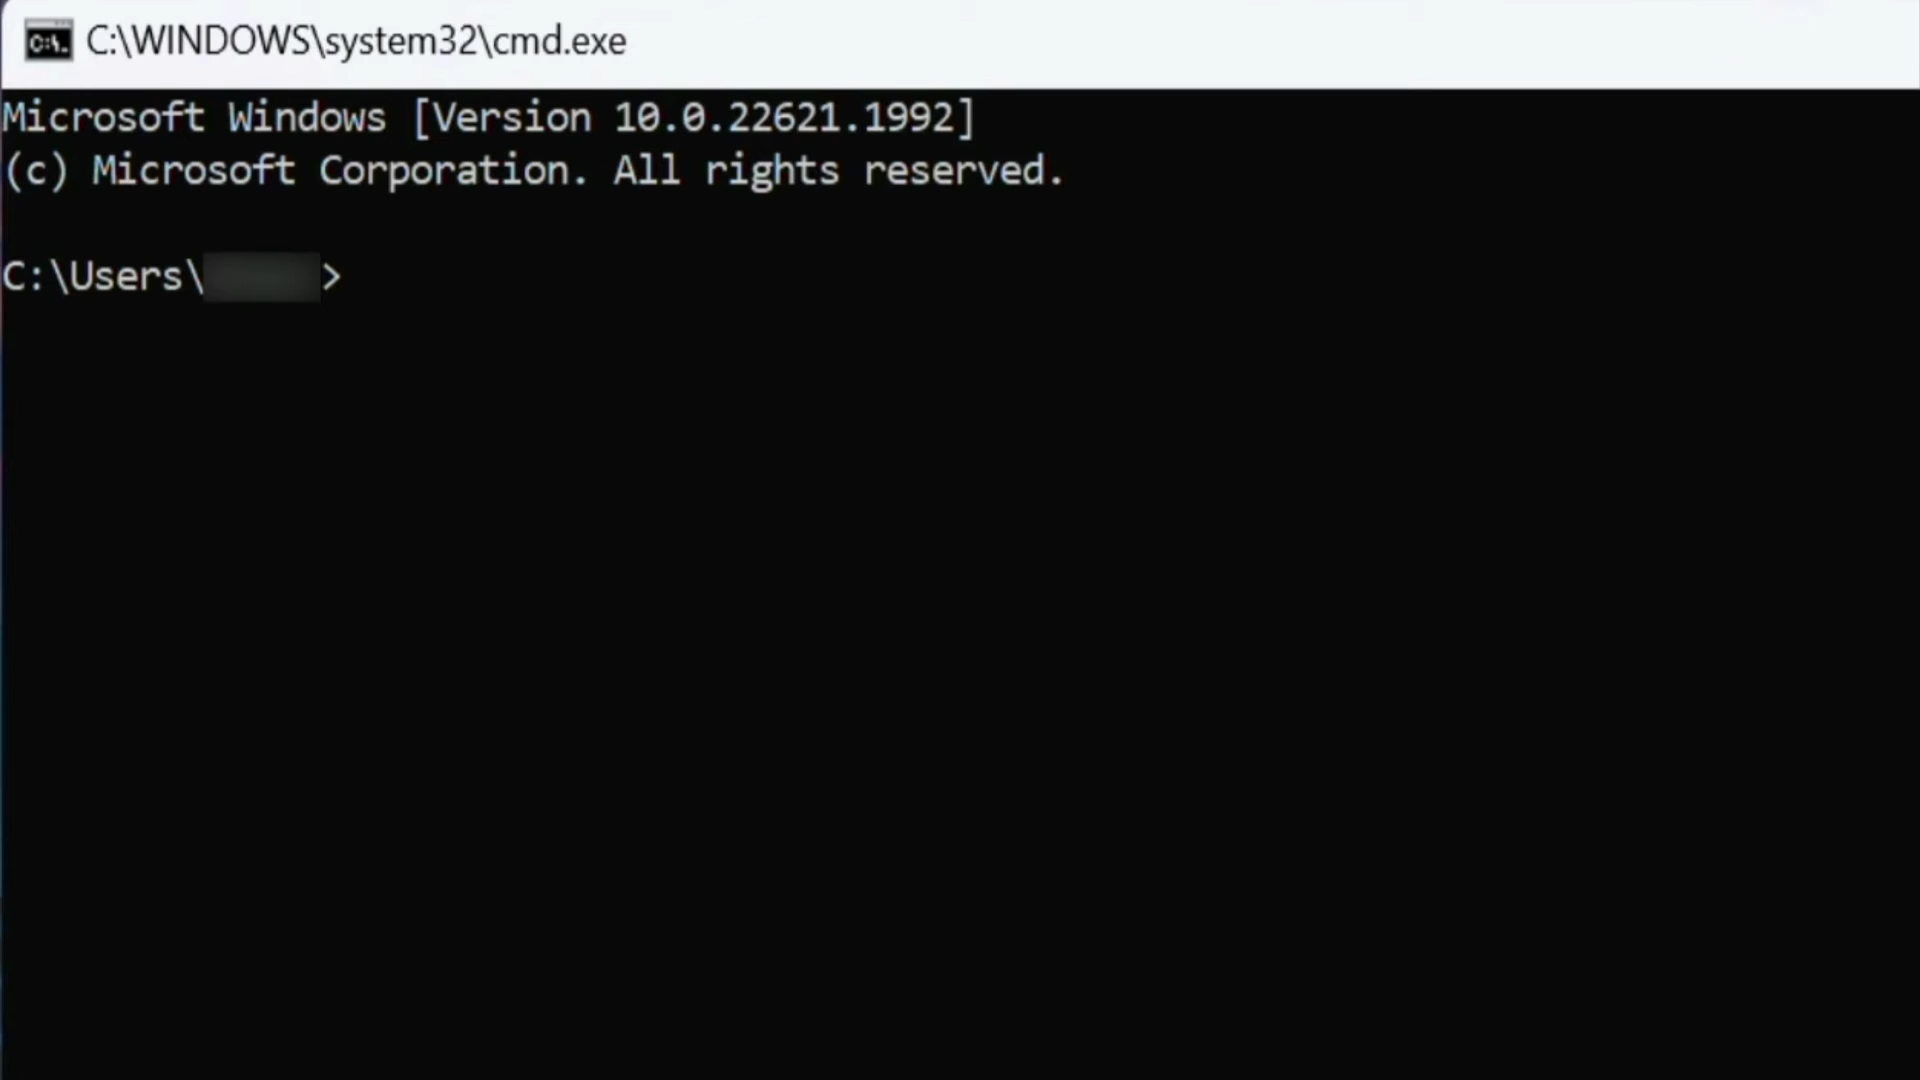 C:\WINDOWS\system32\cmd.exe
Microsoft Windows [Version 10.0.22621.1992]
(c) Microsoft Corporation. All rights reserved.
C:\Users\ >